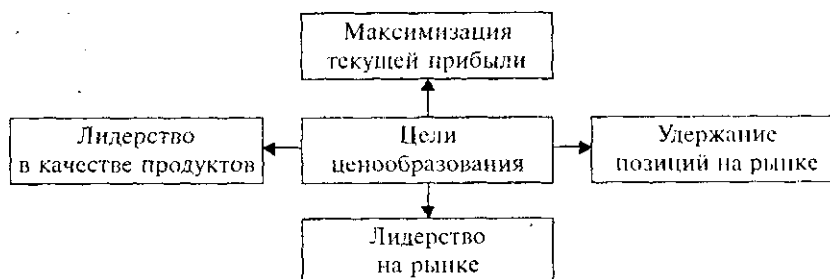 Максимизация
текущей прибыли
Лидерство
в качестве продуктов
Цели
ценообразования
Удержание
позиций на рынке
Лидерство
на рынке